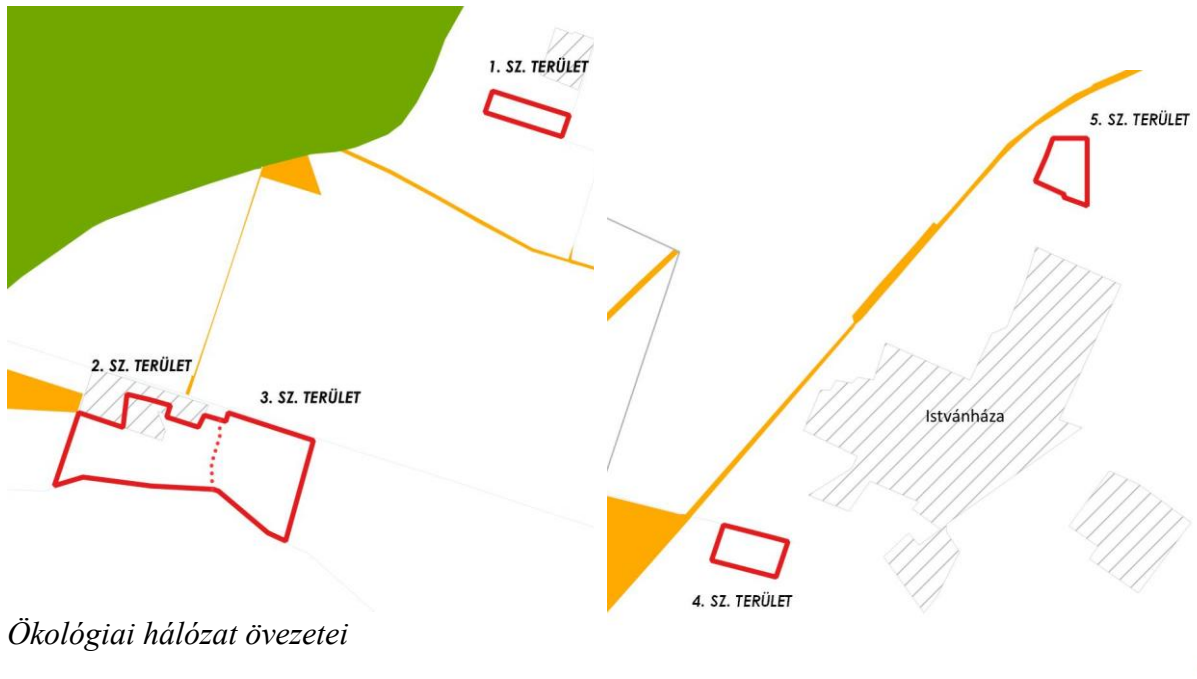 1. SZ. TERÜLET
2. SZ. TERÜLET
3. SZ. TERÜLET
5. SZ. TERÜLET
Istvánháza
4. SZ. TERÜLET
Ökológiai hálózat övezetei